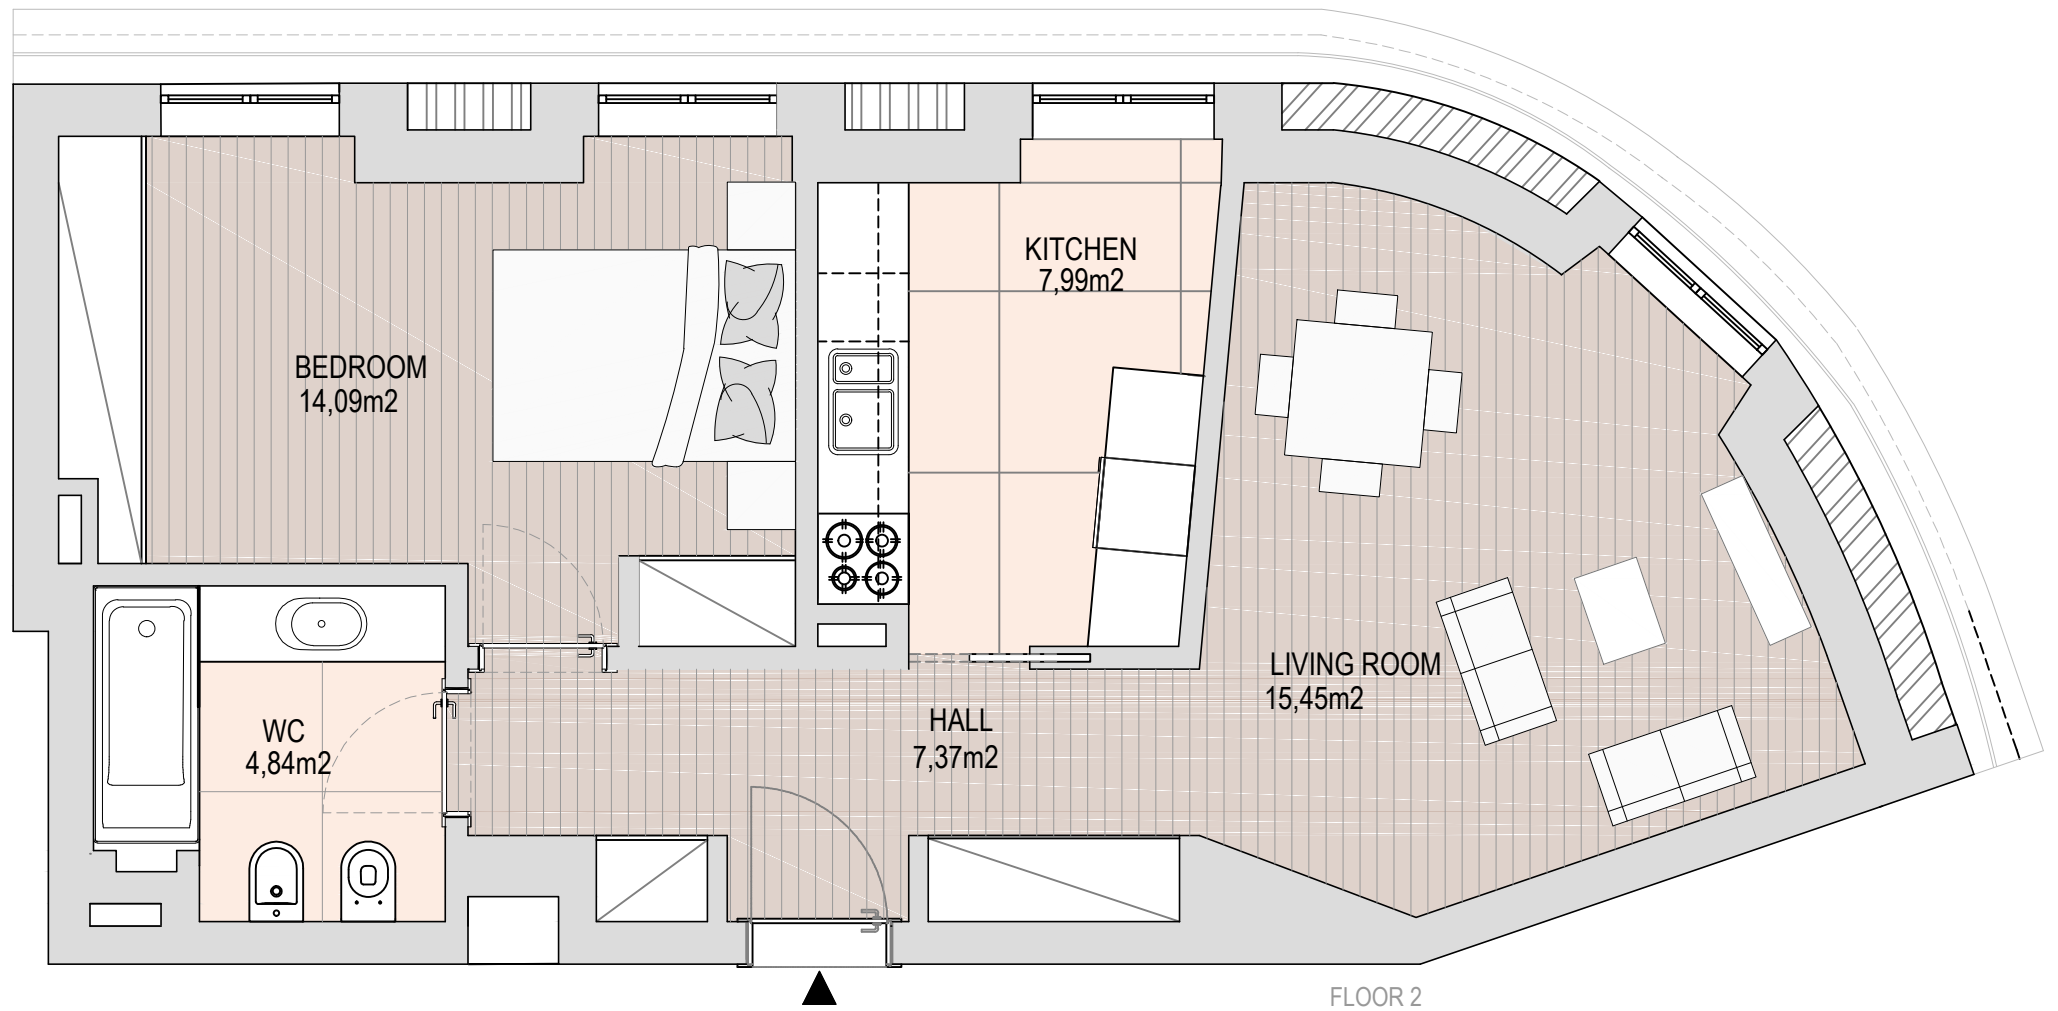 KITCHEN
7,99m2
BEDROOM
14,09m2
LIVING ROOM
15,45m2
HALL
7,37m2
WC
4,84m2
FLOOR 2